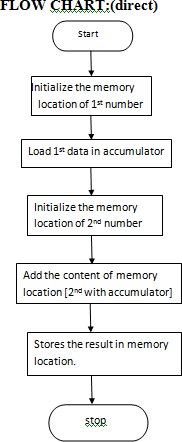 FLOW CHART:(direct)
Start
Initialize the memory
location of 1st number
Load 1st data in accumulator
Initialize the memory
location of 2nd number
Add the content of memory
location [2nd with accumulator]
Stores the result in memory
location.
stop